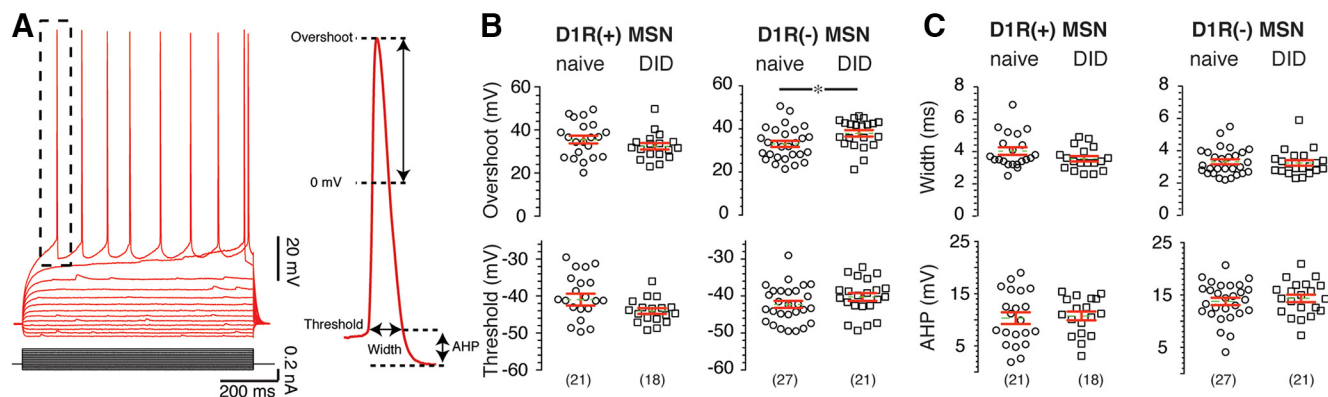 A
Overshoot
0 mV
Threshold
Width
AHP
20 mV
0.2 nA
200 ms
B
D1R(+) MSN
D1R(-) MSN
naive
DID
naive
DID
Overshoot (mV)
60
40
20
0
60
40
20
0
*
Threshold (mV)
-30
-40
-50
-60
-30
-40
-50
-60
(21)
(18)
(27)
(21)
C
D1R(+) MSN
D1R(-) MSN
naive
DID
naive
DID
Width (ms)
8
6
4
2
0
8
6
4
2
0
AHP (mV)
25
15
5
25
15
5
(21)
(18)
(27)
(21)